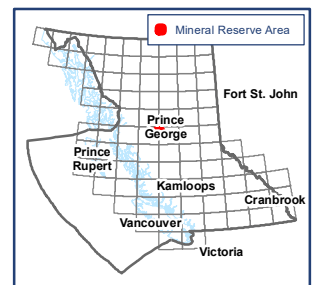 Mineral Reserve Area
Fort St. John
Prince
George
Prince
Rupert
Kamloops
Cranbrook
Vancouver
Victoria